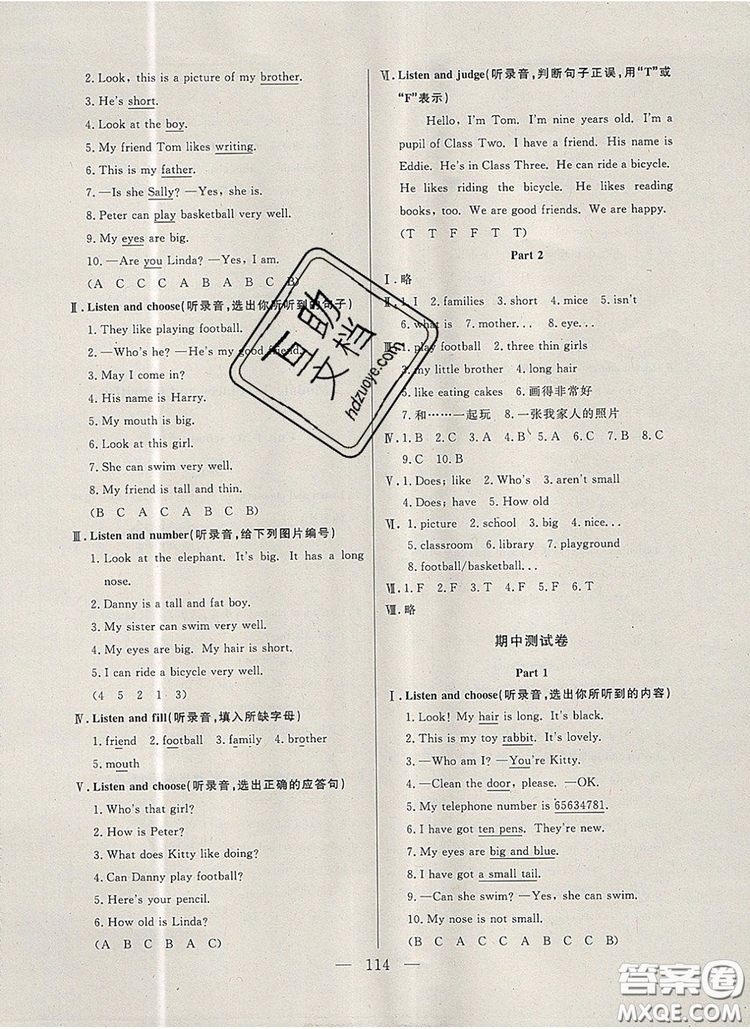 2. Look, this is a picture of my brother.
3. He's short.
4. Look at the boy.
5. My friend Tom likes writing.
6. This is my father.
7. —Is she Sally? —Yes, she is.
8. Peter can play basketball very well.
9. My eyes are big.
10. —Are you Linda? —Yes, I am.
(A C C C A C A B C B)
Ⅱ. Listen and choose(听录音,选出你所听到的句子)
1. They like playing football.
2. —Who's he? —He's my good friend.
3. May I come in?
4. His name is Harry.
5. My mouth is big.
6. Look at this girl.
7. She can swim very well.
8. My friend is tall and thin.
(B C A C A B C A)
Ⅲ. Listen and number(听录音,给下列图片编号)
1. Look at the elephant. It's big. It has a long
nose.
2. Danny is a tall and fat boy.
3. My sister can swim very well.
4. My eyes are big. My hair is short.
5. I can ride a bicycle very well.
(4 5 2 1 3)
Ⅳ. Listen and fill(听录音,填入所缺字母)
1. friend 2. football 3. family 4. brother
5. mouth
Ⅴ. Listen and choose(听录音,选出正确的应答句)
1. Who's that girl?
2. How is Peter?
3. What does Kitty like doing?
4. Can Danny play football?
5. Here's your pencil.
6. How old is Linda?
(A B C B A C)
Ⅵ. Listen and judge(听录音,判断句子正误,用“T”或
“F”表示)
Hello, I'm Tom. I'm nine years old. I'm a
pupil of Class Two. I have a friend. His name is
Eddie. He's in Class Three. He can ride a bicycle.
He likes riding the bicycle. He likes reading
books, too. We are good friends. We are happy.
(T T F F T T)
Part 2
Ⅰ. 略
Ⅱ. 1. I 2. families 3. short 4. mice 5. isn't
6. what is 7. mother... 8. eye...
Ⅲ. 1. play football 2. three thin girls
3. my little brother 4. long hair
5. like eating cakes 6. 画得非常好
7. 和……一起玩 8. 一张我家人的照片
Ⅳ. 1. B 2. C 3. A 4. C 5. B 6. B 7. C 8. A
9. C 10. B
Ⅴ. 1. Does; like 2. Who's 3. aren't small
4. Does; have 5. How old
Ⅵ. 1. picture 2. school 3. big 4. nice...
5. classroom 6. library 7. playground
8. football/basketball...
Ⅶ. 1. F 2. T 3. F 4. F 5. F 6. T
Ⅷ. 略
期中测试卷
Part 1
Ⅰ. Listen and choose(听录音,选出你所听到的内容)
1. Look! My hair is long. It's black.
2. This is my toy rabbit. It's lovely.
3. —Who am I? —You're Kitty.
4. —Clean the door, please. —OK.
5. My telephone number is 65634781.
6. I have got ten pens. They're new.
7. My eyes are big and blue.
8. I have got a small tail.
9. —Can she swim? —Yes, she can swim.
10. My nose is not small.
(B C A C B A A B C C)
— 114 —
互助文档
hdzuoye.com
答案圈
MXQE.COM